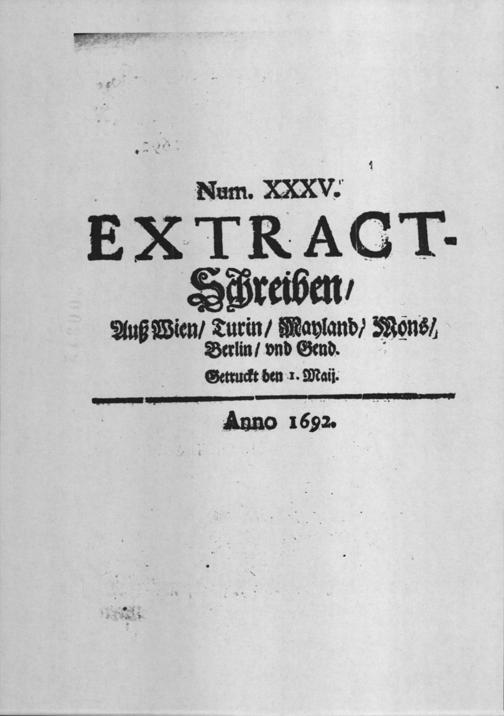 Num. XXXV.
EXTRACT-
Schreiben/
Auß Wien/ Turin/ Mayland/ Mons/
Berlin/ vnd Gend.
Getruckt den 1. Maij.
Anno 1692.